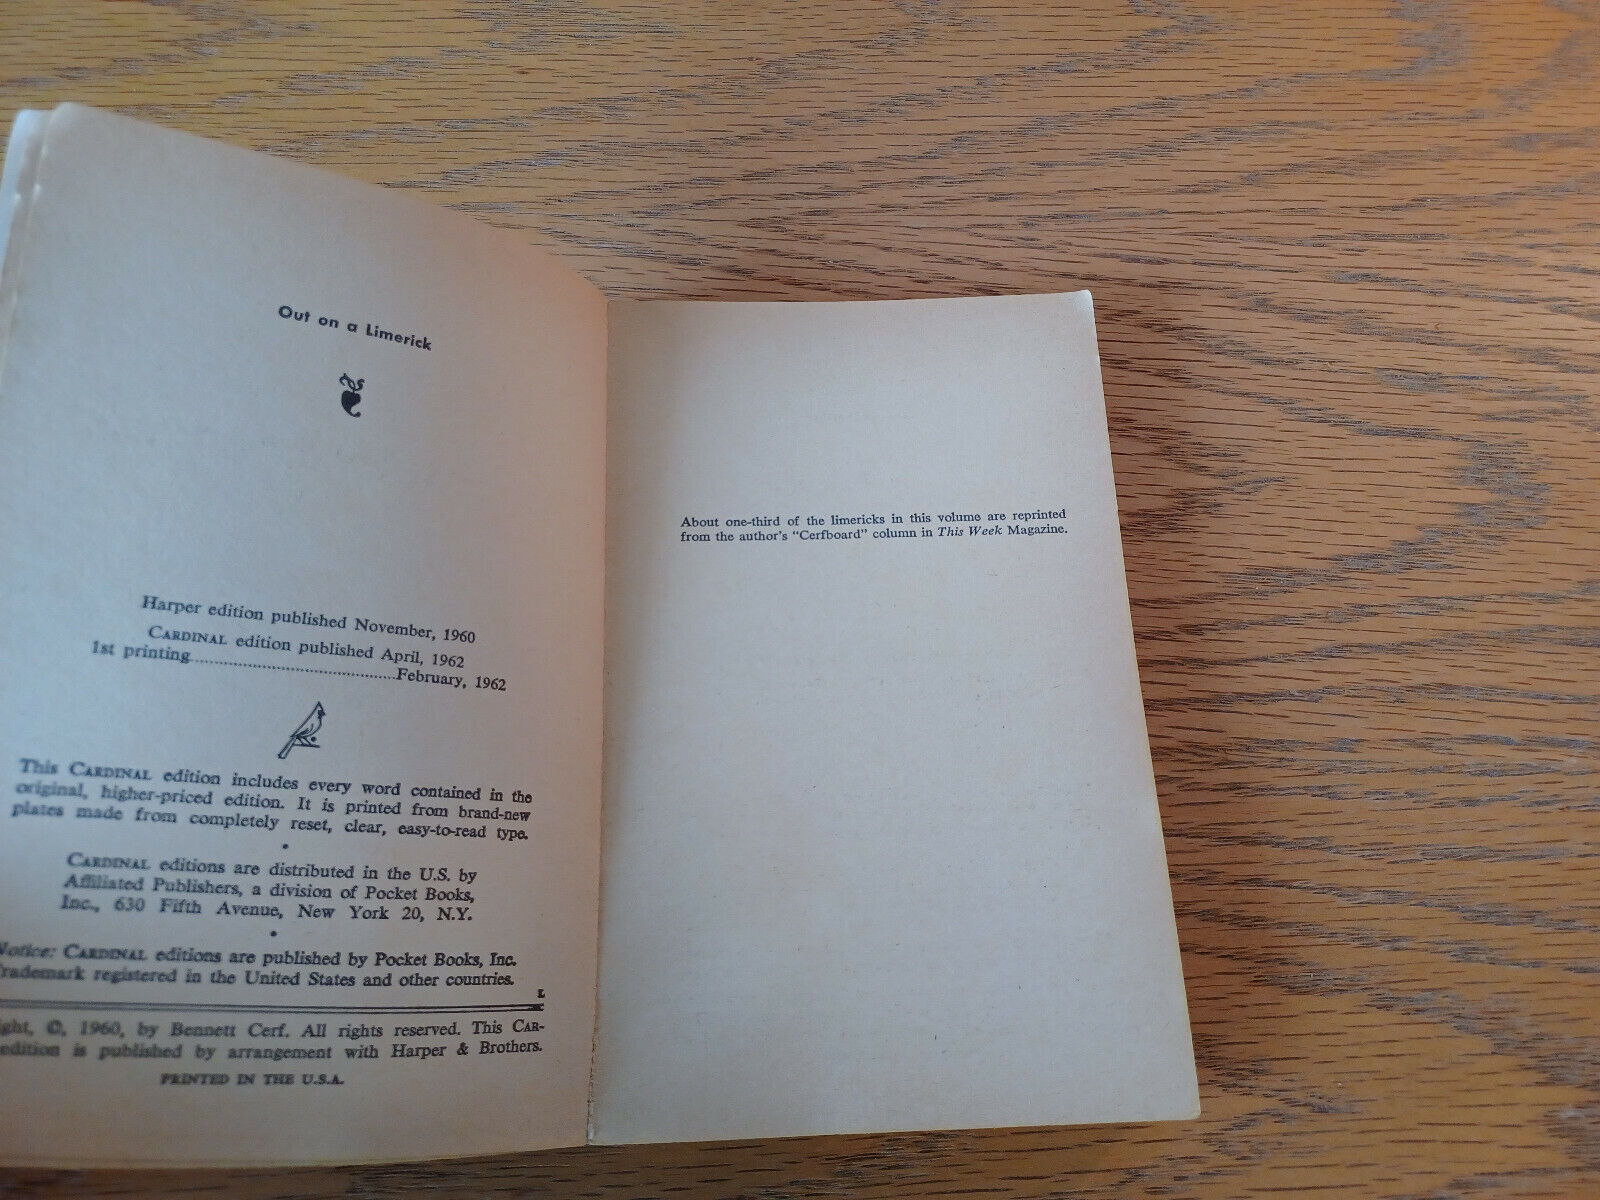 Out on a Limerick
Harper edition published November, 1960
CARDINAL edition published April, 1962
1st printing........................................February, 1962
This CARDINAL edition includes every word contained in the
original, higher-priced edition. It is printed from brand-new
plates made from completely reset, clear, easy-to-read type.
CARDINAL editions are distributed in the U.S. by
Affiliated Publishers, a division of Pocket Books,
Inc., 630 Fifth Avenue, New York 20, N.Y.
Notice: CARDINAL editions are published by Pocket Books, Inc.
Trademark registered in the United States and other countries.
L
ight, ©, 1960, by Bennett Cerf. All rights reserved. This CAR-
edition is published by arrangement with Harper & Brothers.
PRINTED IN THE U.S.A.
About one-third of the limericks in this volume are reprinted
from the author's "Cerfboard" column in This Week Magazine.